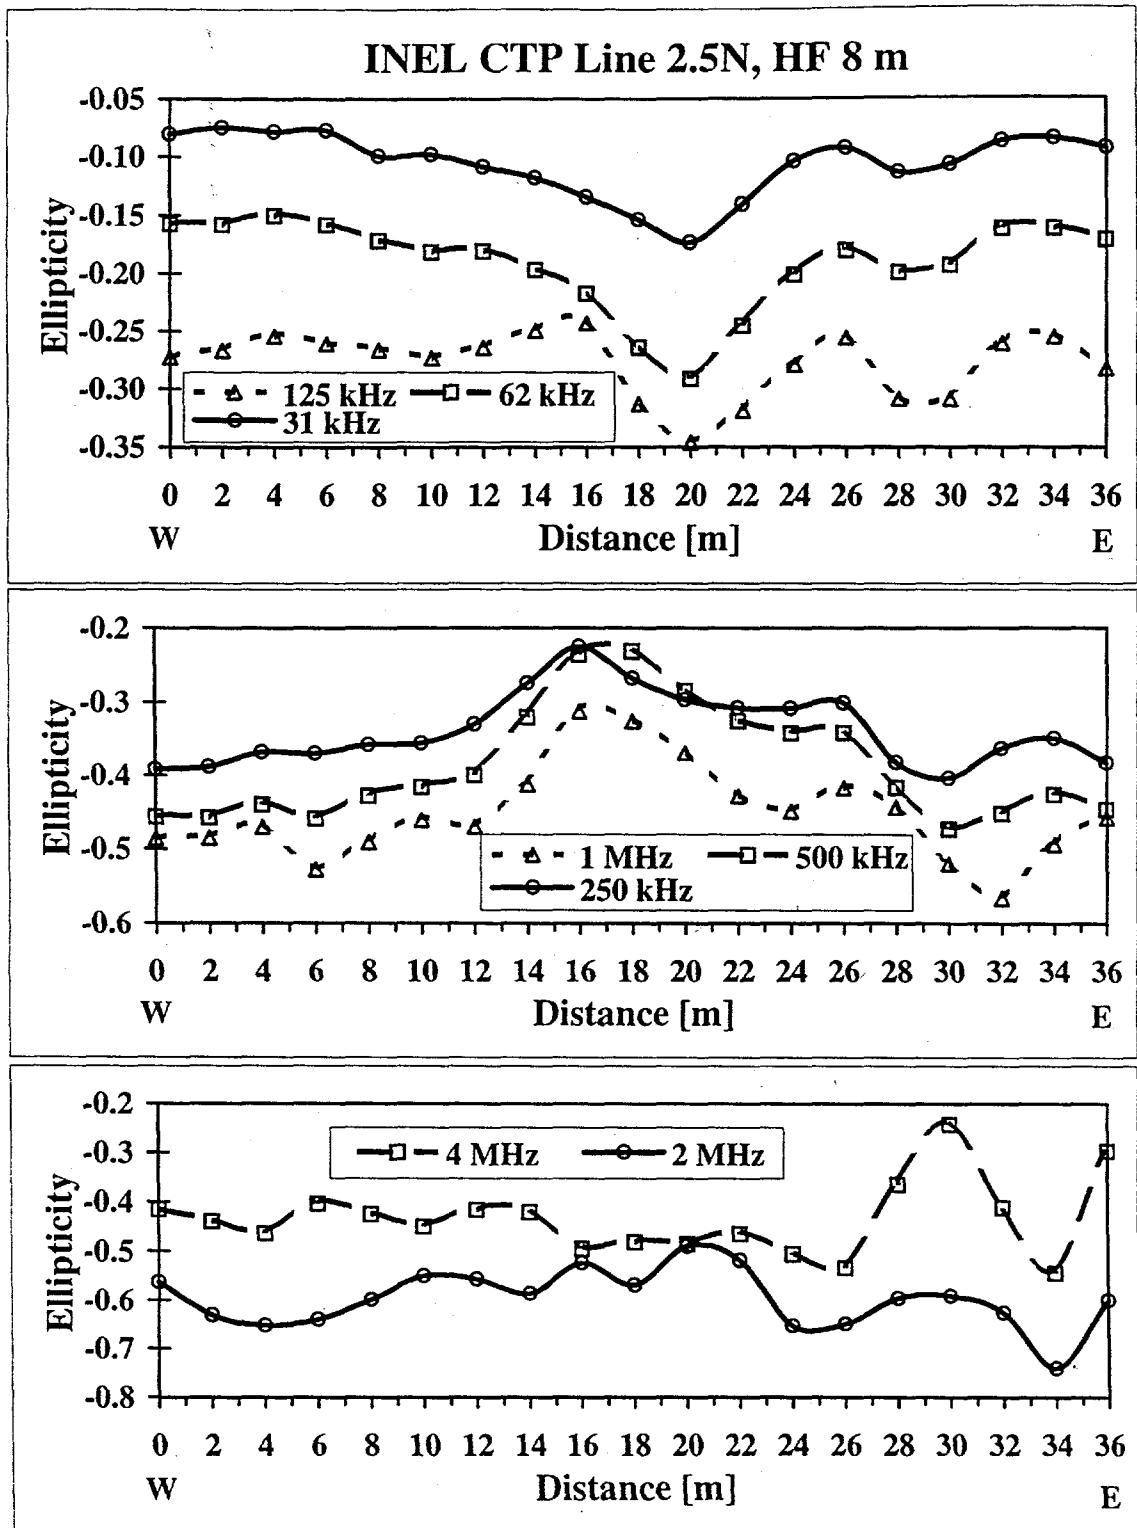 INEL CTP Line 2.5N, HF 8 m
-0.05
-0.10
-0.15
-0.20
-0.25
-0.30
-0.35
Ellipticity
125 kHz 62 kHz
31 kHz
0 2 4 6 8 10 12 14 16 18 20 22 24 26 28 30 32 34 36
W Distance [m] E
-0.2
-0.3
-0.4
-0.5
-0.6
Ellipticity
1 MHz 500 kHz
250 kHz
0 2 4 6 8 10 12 14 16 18 20 22 24 26 28 30 32 34 36
W Distance [m] E
-0.2
-0.3
-0.4
-0.5
-0.6
-0.7
-0.8
Ellipticity
4 MHz 2 MHz
0 2 4 6 8 10 12 14 16 18 20 22 24 26 28 30 32 34 36
W Distance [m] E